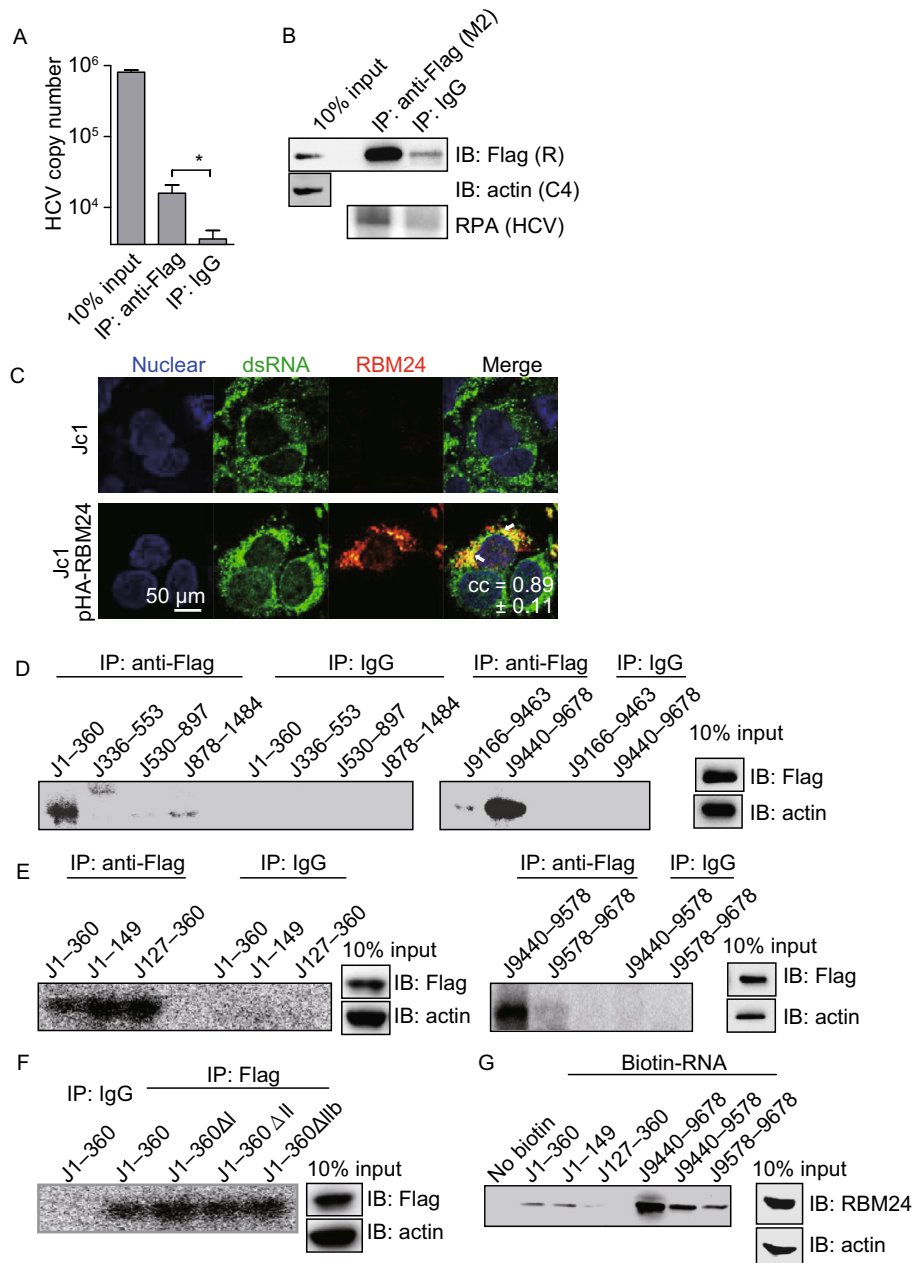 A
HCV copy number
10⁶
10⁵
10⁴
*
10% input
IP: anti-Flag
IP: IgG
B
10% input
IP: anti-Flag (M2)
IP: IgG
IB: Flag (R)
IB: actin (C4)
RPA (HCV)
C
Nuclear dsRNA RBM24 Merge
Jc1
Jc1
pHA-RBM24
50 µm
cc = 0.89
± 0.11
D
IP: anti-Flag IP: IgG IP: anti-Flag IP: IgG
J1–360 J336–553 J530–897 J878–1484 J1–360 J336–553 J530–897 J878–1484 J9166–9463 J9440–9678 J9166–9463 J9440–9678
10% input
IB: Flag
IB: actin
E
IP: anti-Flag IP: IgG IP: anti-Flag IP: IgG
J1–360 J1–149 J127–360 J1–360 J1–149 J127–360 J9440–9578 J9578–9678 J9440–9578 J9578–9678
10% input 10% input
IB: Flag IB: Flag
IB: actin IB: actin
F
IP: IgG IP: Flag
J1–360 J1–360 J1–360ΔI J1–360 ΔII J1–360ΔIIb
10% input
IB: Flag
IB: actin
G
Biotin-RNA
No biotin J1–360 J1–149 J127–360 J9440–9678 J9440–9578 J9578–9678
10% input
IB: RBM24
IB: actin